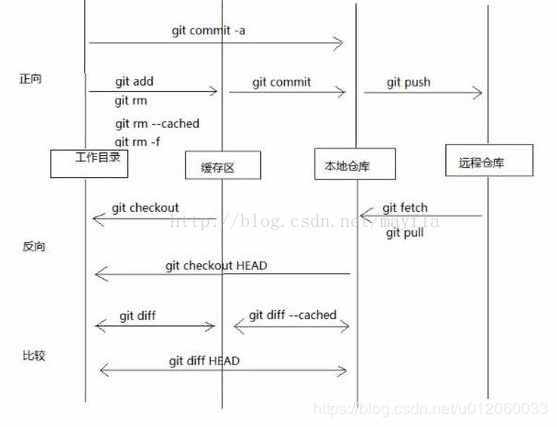 git commit -a
正向
git add
git rm
git commit
git push
git rm --cached
git rm -f
工作目录
缓存区
本地仓库
远程仓库
git checkout
git fetch
http://blog.csdn.net/mayfla
git pull
反向
git checkout HEAD
git diff
git diff --cached
比较
git diff HEAD
https://blog.csdn.net/u012060033